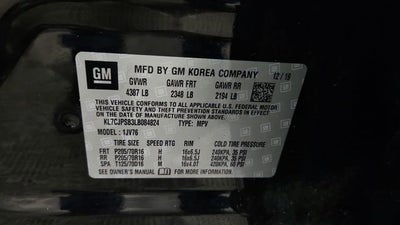 GM
MFD BY GM KOREA COMPANY 12/19
GVWR GAWR FRT GAWR RR
4387 LB 2348 LB 2194 LB
THIS VEHICLE CONFORMS TO ALL APPLICABLE U.S. FEDERAL MOTOR
VEHICLE SAFETY AND THEFT PREVENTION STANDARDS IN EFFECT ON
THE DATE OF MANUFACTURE SHOWN ABOVE.
KL7CJPSB3LB084824 TYPE: MPV
MODEL: 1JV76
TIRE SIZE SPEED RTG RIM COLD TIRE PRESSURE
FRT P205/70R16 H 16x6.5J 240KPA, 35 PSI
RR P205/70R16 H 16x6.5J 240KPA, 35 PSI
SPA T125/70D16 M 16x4.0T 420KPA, 60 PSI
SEE OWNER'S MANUAL FOR MORE INFORMATION.